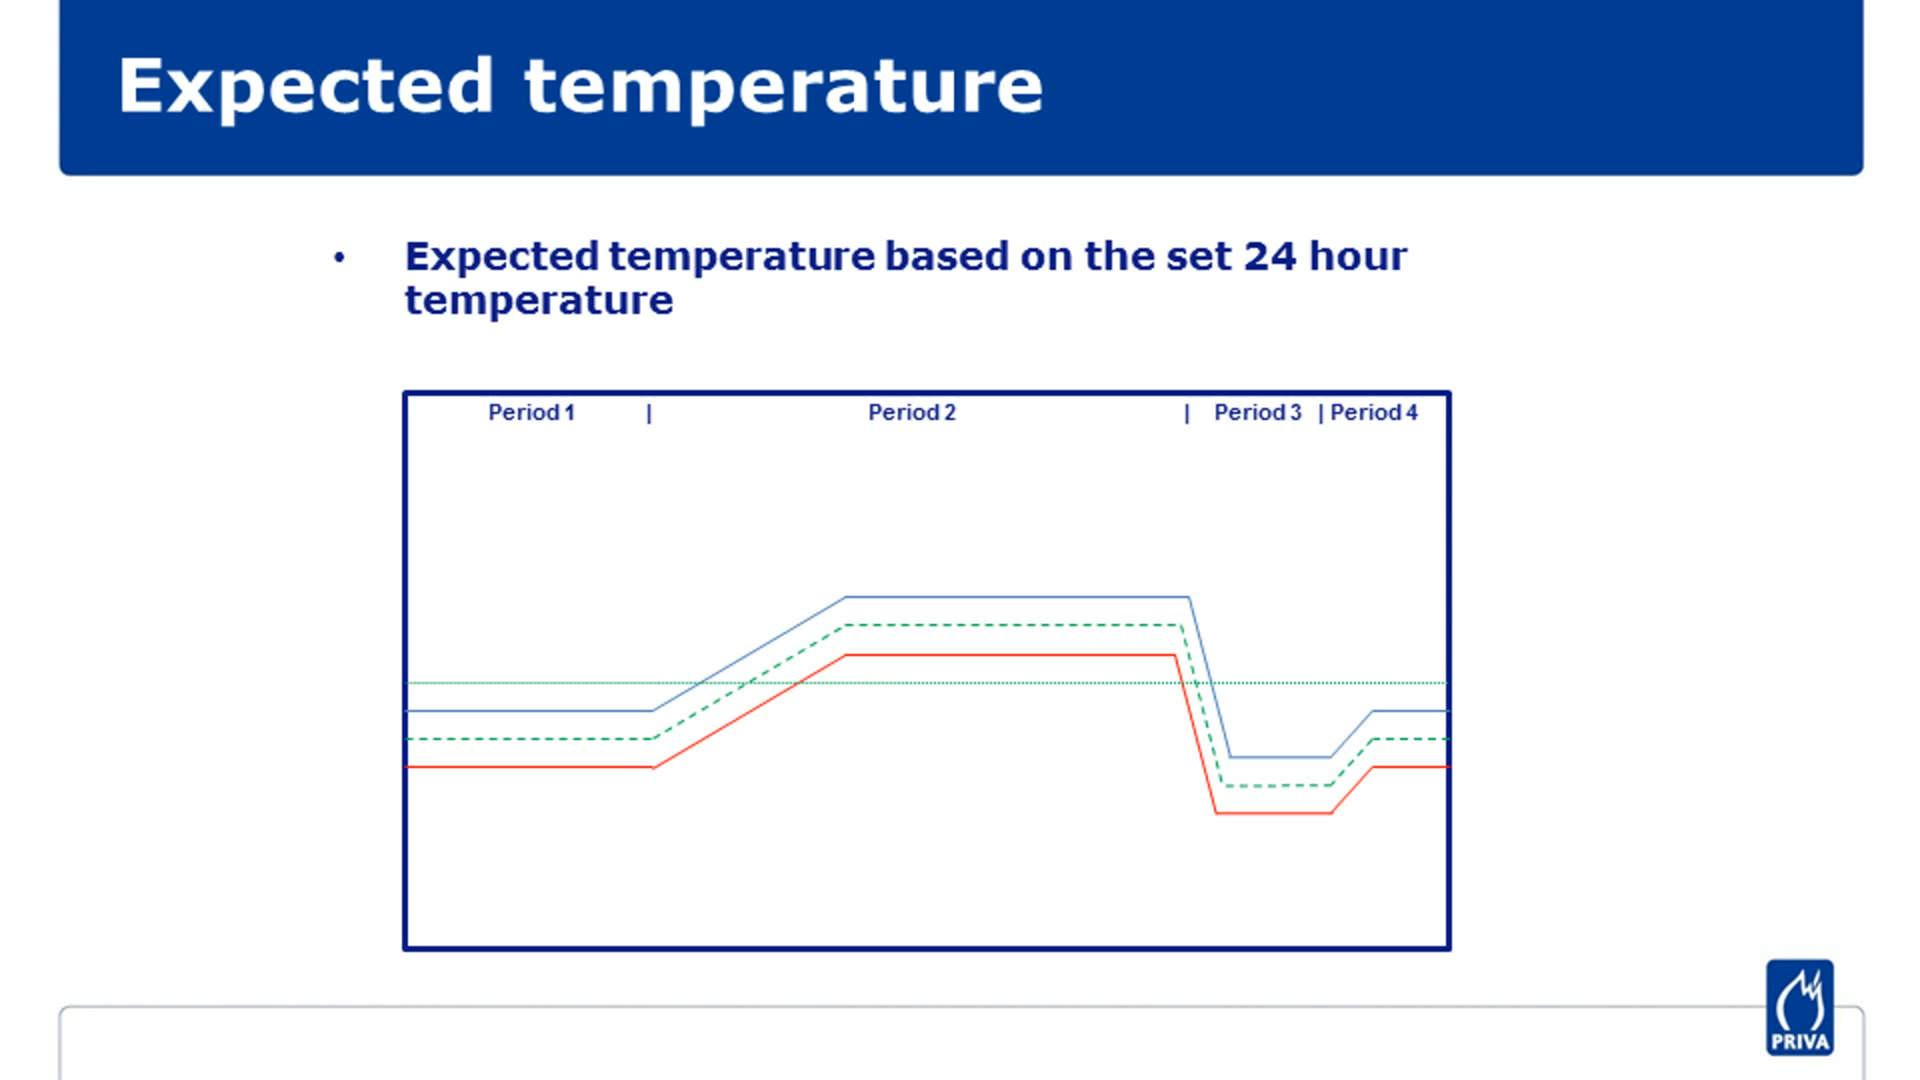 Expected temperature
• Expected temperature based on the set 24 hour
temperature
Period 1 | Period 2 | Period 3 | Period 4
PRIVA